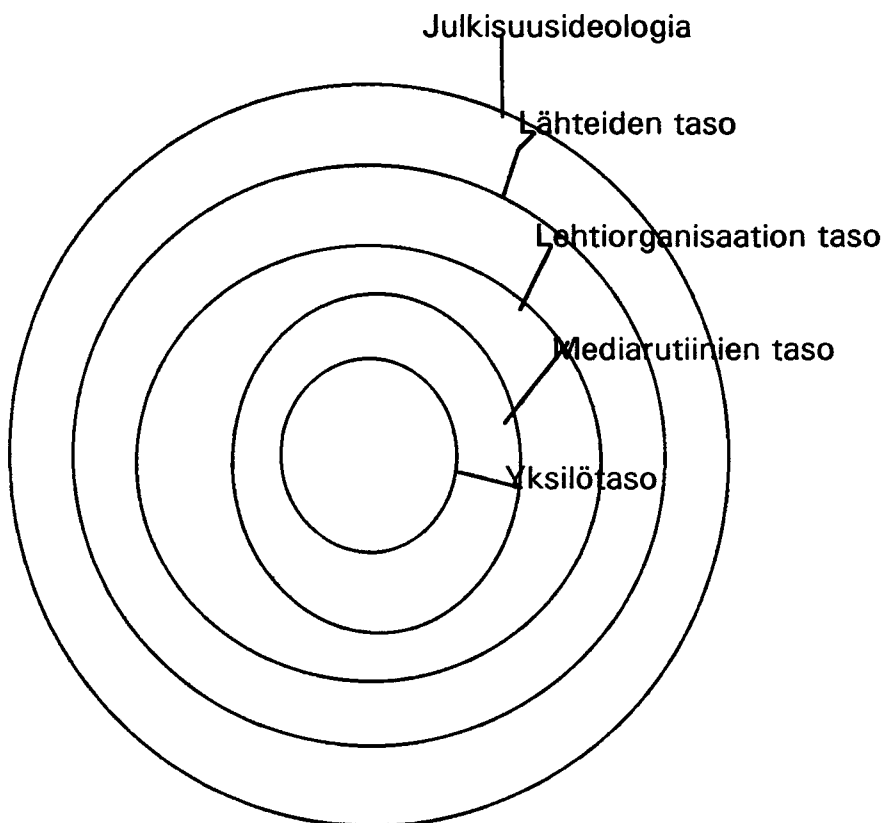 Julkisuusideologia
Lähteiden taso
Lehtiorganisaation taso
Mediarutiinien taso
Yksilötaso